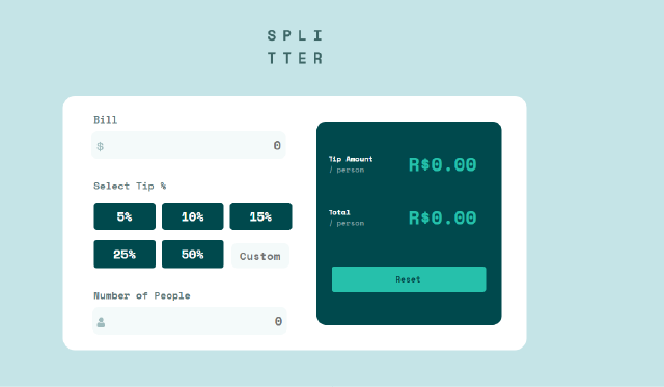 SPLI
TTER
Bill
$ 0
Select Tip %
5% 10% 15%
25% 50% Custom
Number of People
0
Tip Amount
/ person
R$0.00
Total
/ person
R$0.00
Reset